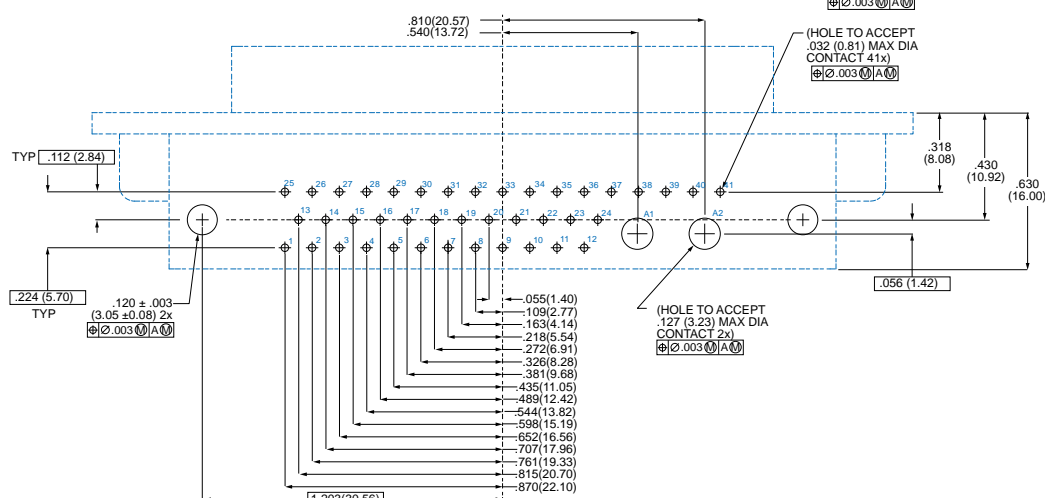 ⌖ Ø.003 Ⓜ A Ⓜ
.810(20.57)
.540(13.72)
(HOLE TO ACCEPT
.032 (0.81) MAX DIA
CONTACT 41x)
⌖ Ø.003 Ⓜ A Ⓜ
TYP .112 (2.84)
.318
(8.08)
.430
(10.92)
.630
(16.00)
25 26 27 28 29 30 31 32 33 34 35 36 37 38 39 40 41
13 14 15 16 17 18 19 20 21 22 23 24 A1 A2
1 2 3 4 5 6 7 8 9 10 11 12
.224 (5.70)
TYP
.120 ± .003
(3.05 ±0.08) 2x
⌖ Ø.003 Ⓜ A Ⓜ
.056 (1.42)
(HOLE TO ACCEPT
.127 (3.23) MAX DIA
CONTACT 2x)
⌖ Ø.003 Ⓜ A Ⓜ
.055(1.40)
.109(2.77)
.163(4.14)
.218(5.54)
.272(6.91)
.326(8.28)
.381(9.68)
.435(11.05)
.489(12.42)
.544(13.82)
.598(15.19)
.652(16.56)
.707(17.96)
.761(19.33)
.815(20.70)
.870(22.10)